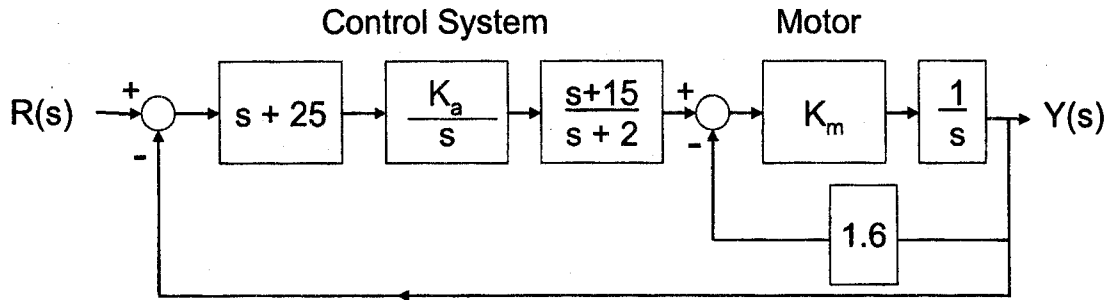 Control System Motor
R(s) + - s + 25 K_a / s s+15 / s + 2 + - K_m 1 / s Y(s)
1.6